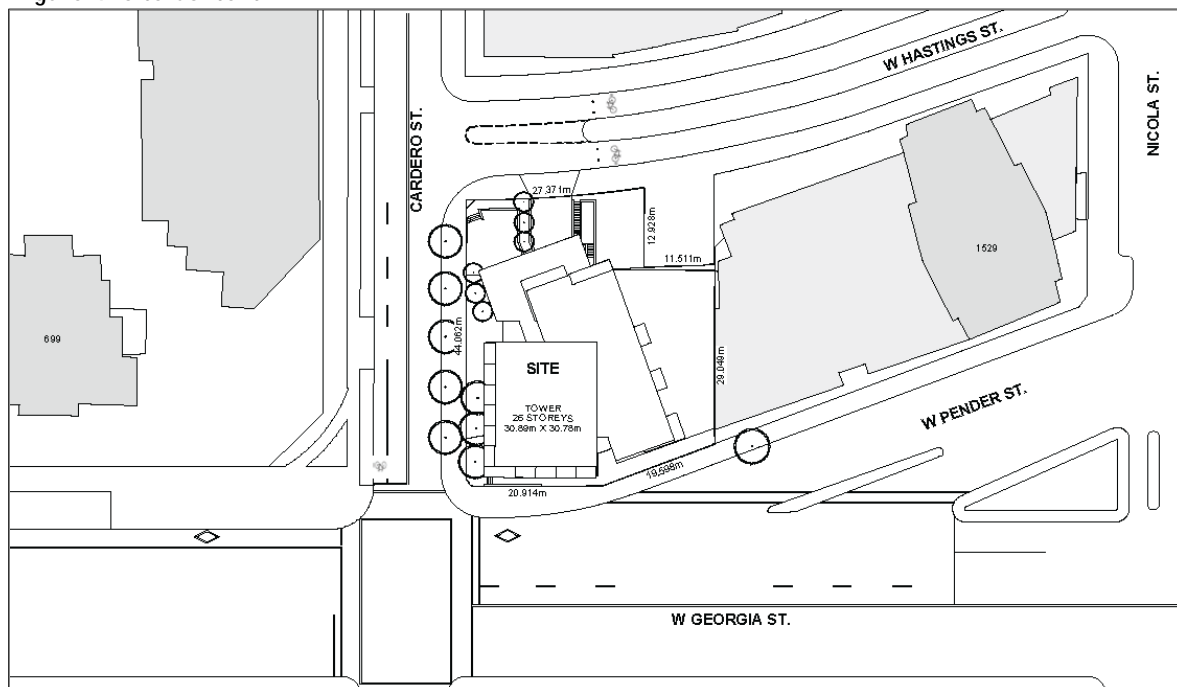 W HASTINGS ST.
NICOLA ST.
CARDERO ST.
27.371m
12.928m
11.511m
1529
699
44.062m
29.049m
SITE
TOWER
26 STOREYS
30.89m X 30.78m
W PENDER ST.
19.598m
20.914m
W GEORGIA ST.